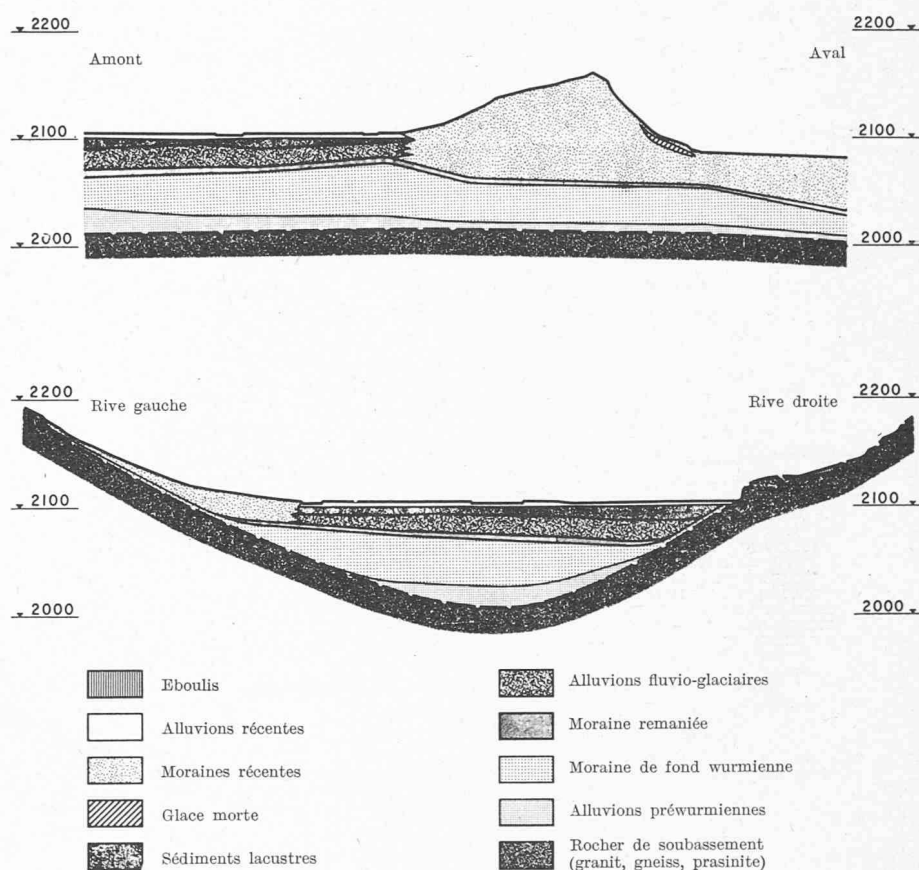 2200
2200
Amont
Aval
2100
2100
2000
2000
2200
2200
Rive gauche
Rive droite
2100
2100
2000
2000
Eboulis
Alluvions récentes
Moraines récentes
Glace morte
Sédiments lacustres
Alluvions fluvio-glaciaires
Moraine remaniée
Moraine de fond wurmienne
Alluvions préwurmiennes
Rocher de soubassement
(granit, gneiss, prasinite)